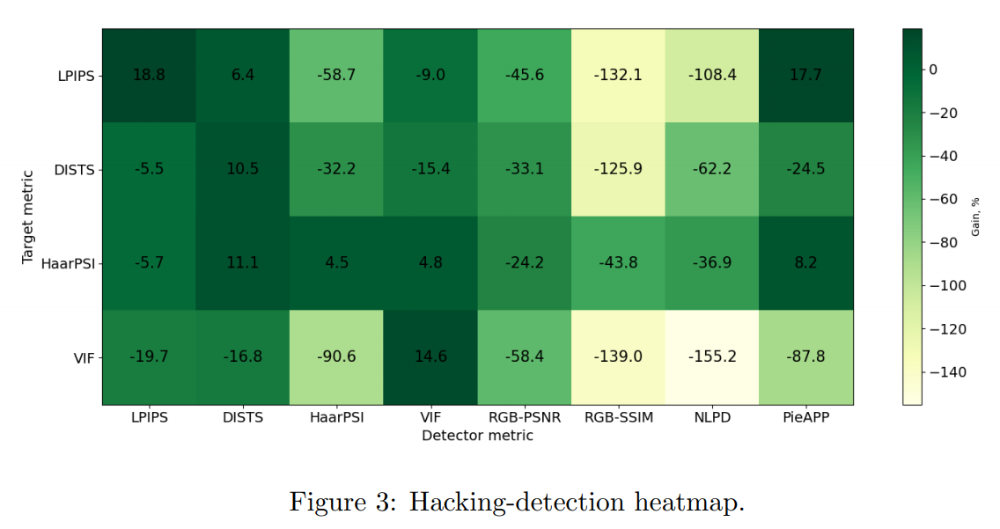 LPIPS 18.8 6.4 -58.7 -9.0 -45.6 -132.1 -108.4 17.7
DISTS -5.5 10.5 -32.2 -15.4 -33.1 -125.9 -62.2 -24.5
HaarPSI -5.7 11.1 4.5 4.8 -24.2 -43.8 -36.9 8.2
VIF -19.7 -16.8 -90.6 14.6 -58.4 -139.0 -155.2 -87.8
Target metric
LPIPS DISTS HaarPSI VIF RGB-PSNR RGB-SSIM NLPD PieAPP
Detector metric
0
−20
−40
−60
−80
−100
−120
−140
Gain, %
Figure 3: Hacking-detection heatmap.